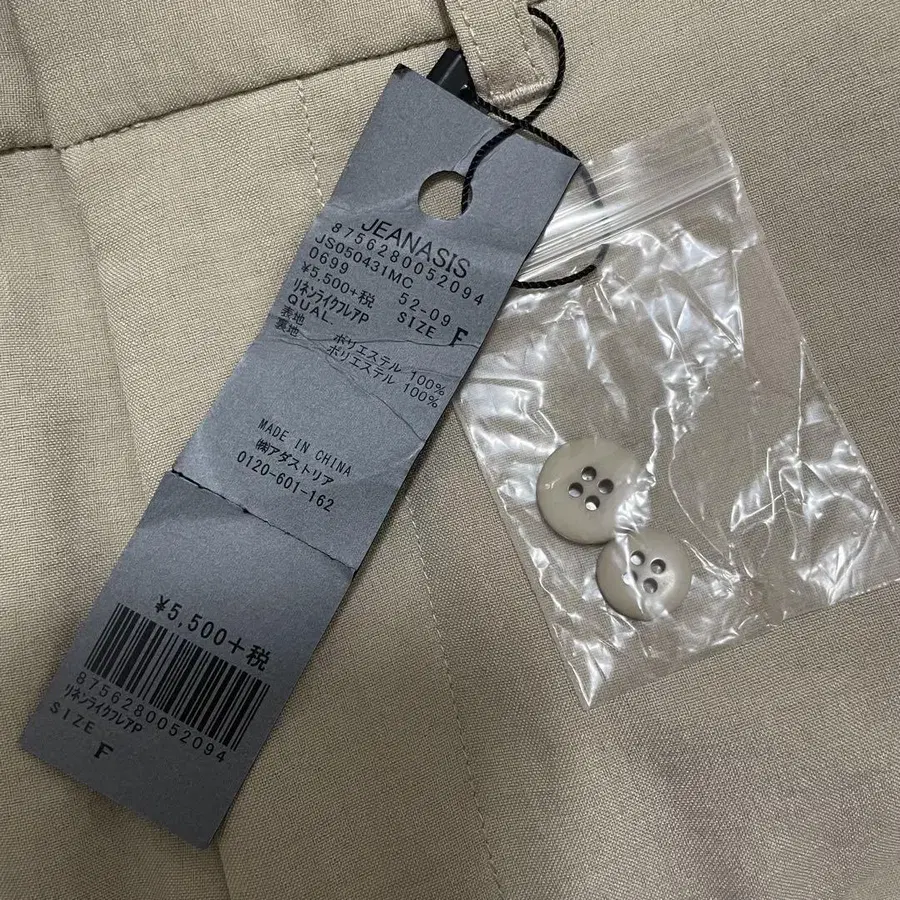 JEANASIS
8756280052094
JS050431MC
0699 52-09
¥5,500+税 SIZE F
リネンライクフレアP
QUAL.
表地 ポリエステル 100%
裏地 ポリエステル 100%
MADE IN CHINA
㈱アダストリア
0120-601-162
¥5,500+税
8756280052094
リネンライクフレアP
SIZE F